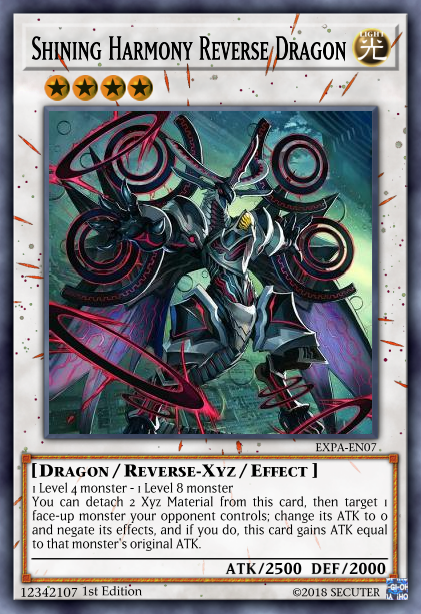 SHINING HARMONY REVERSE DRAGON
LIGHT
光
EXPA-EN07
[DRAGON / REVERSE-XYZ / EFFECT ]
1 Level 4 monster - 1 Level 8 monster
You can detach 2 Xyz Material from this card, then target 1
face-up monster your opponent controls; change its ATK to 0
and negate its effects, and if you do, this card gains ATK equal
to that monster's original ATK.
ATK/2500 DEF/2000
12342107 1st Edition
©2018 SECUTER